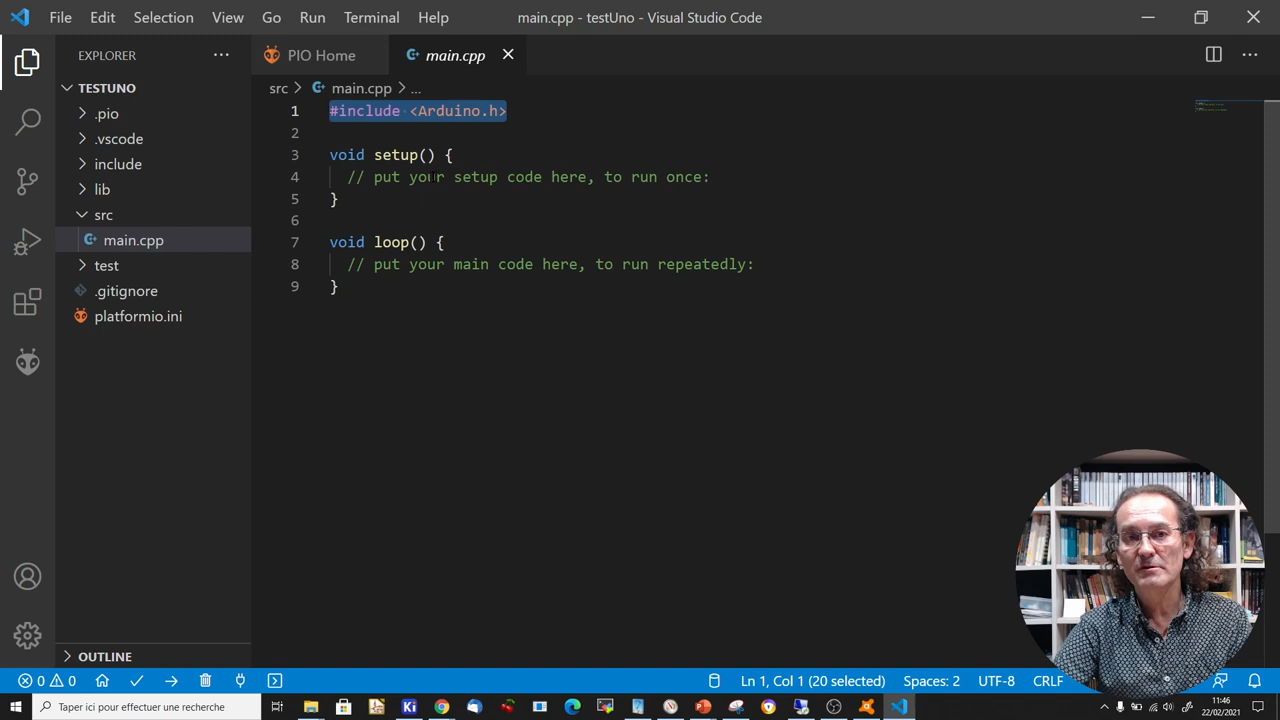 File Edit Selection View Go Run Terminal Help main.cpp - testUno - Visual Studio Code
EXPLORER ···
PIO Home
main.cpp
TESTUNO
.pio
.vscode
include
lib
src
main.cpp
test
.gitignore
platformio.ini
OUTLINE
src > main.cpp > ...
1 #include <Arduino.h>
2
3 void setup() {
4 // put your setup code here, to run once:
5 }
6
7 void loop() {
8 // put your main code here, to run repeatedly:
9 }
0 0 Ln 1, Col 1 (20 selected) Spaces: 2 UTF-8 CRLF
Taper ici pour effectuer une recherche
Ki
11:46
22/02/2021